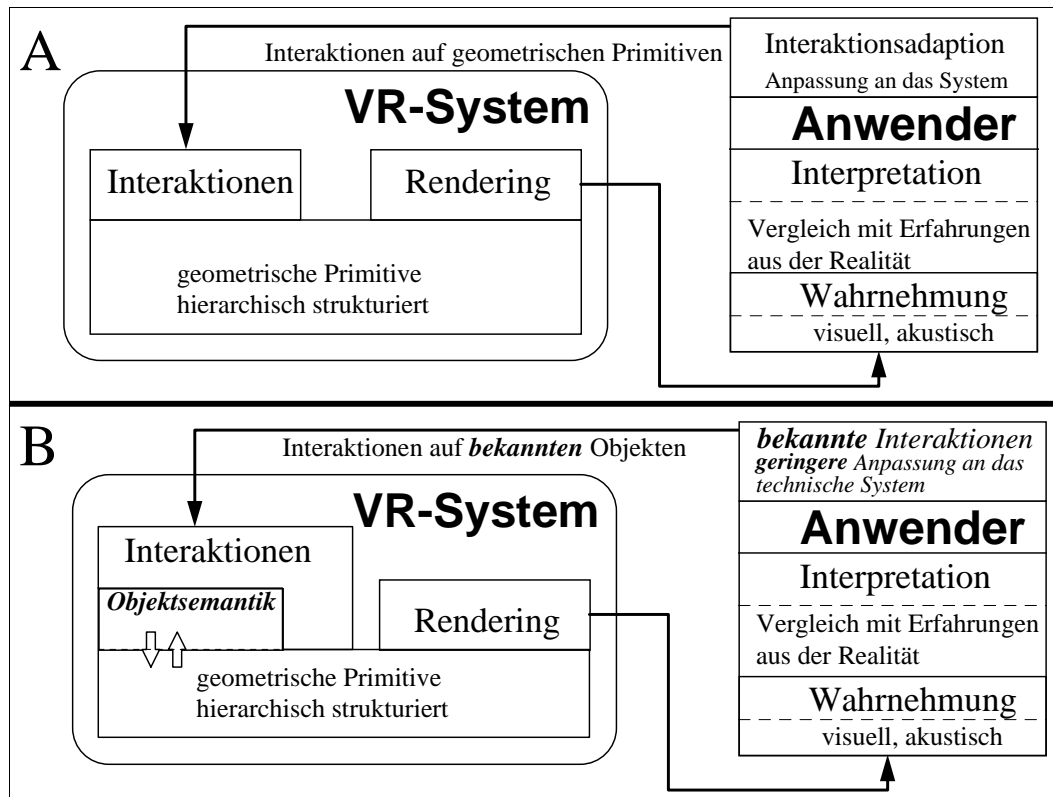 A
Interaktionen auf geometrischen Primitiven
VR-System
Interaktionen
Rendering
geometrische Primitive
hierarchisch strukturiert
Interaktionsadaption
Anpassung an das System
Anwender
Interpretation
Vergleich mit Erfahrungen
aus der Realität
Wahrnehmung
visuell, akustisch
B
Interaktionen auf bekannten Objekten
VR-System
Interaktionen
Objektsemantik
Rendering
geometrische Primitive
hierarchisch strukturiert
bekannte Interaktionen
geringere Anpassung an das
technische System
Anwender
Interpretation
Vergleich mit Erfahrungen
aus der Realität
Wahrnehmung
visuell, akustisch